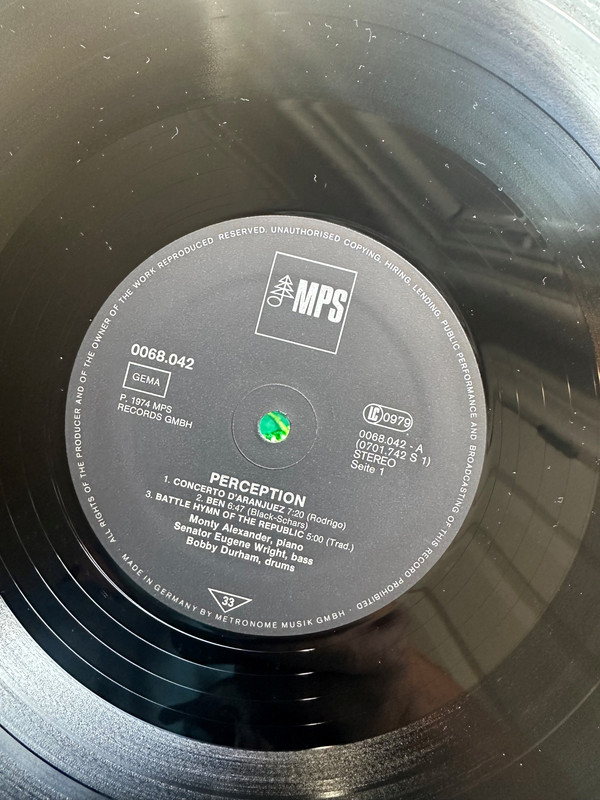 ALL RIGHTS OF THE PRODUCER AND OF THE OWNER OF THE WORK REPRODUCED RESERVED. UNAUTHORISED COPYING, HIRING, LENDING, PUBLIC PERFORMANCE AND BROADCASTING OF THIS RECORD PROHIBITED ·
MPS
0068.042
GEMA
P. 1974 MPS
RECORDS GMBH
LC 0979
0068.042 - A
(0701.742 S 1)
STEREO
Seite 1
PERCEPTION
1. CONCERTO D'ARANJUEZ 7:20 (Rodrigo)
2. BEN 6:47 (Black-Schars)
3. BATTLE HYMN OF THE REPUBLIC 5:00 (Trad.)
Monty Alexander, piano
Senator Eugene Wright, bass
Bobby Durham, drums
33
MADE IN GERMANY BY METRONOME MUSIK GMBH ·